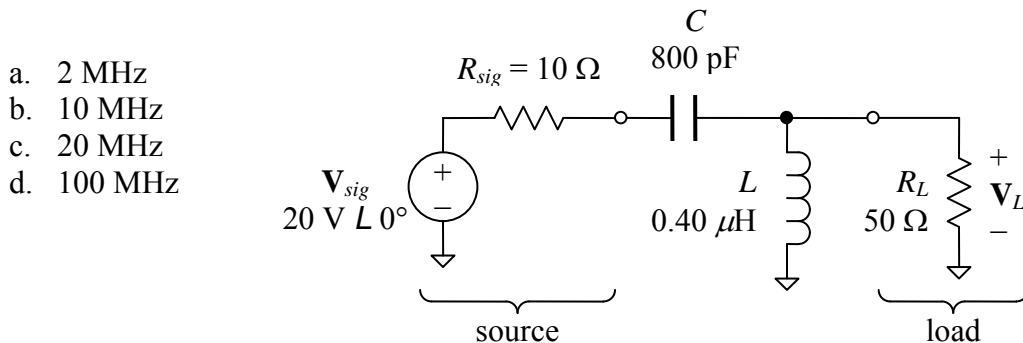 a. 2 MHz
b. 10 MHz
c. 20 MHz
d. 100 MHz
C
800 pF
R_sig = 10 Ω
V_sig
20 V ∠ 0°
+
−
L
0.40 μH
R_L
50 Ω
+
V_L
−
source
load